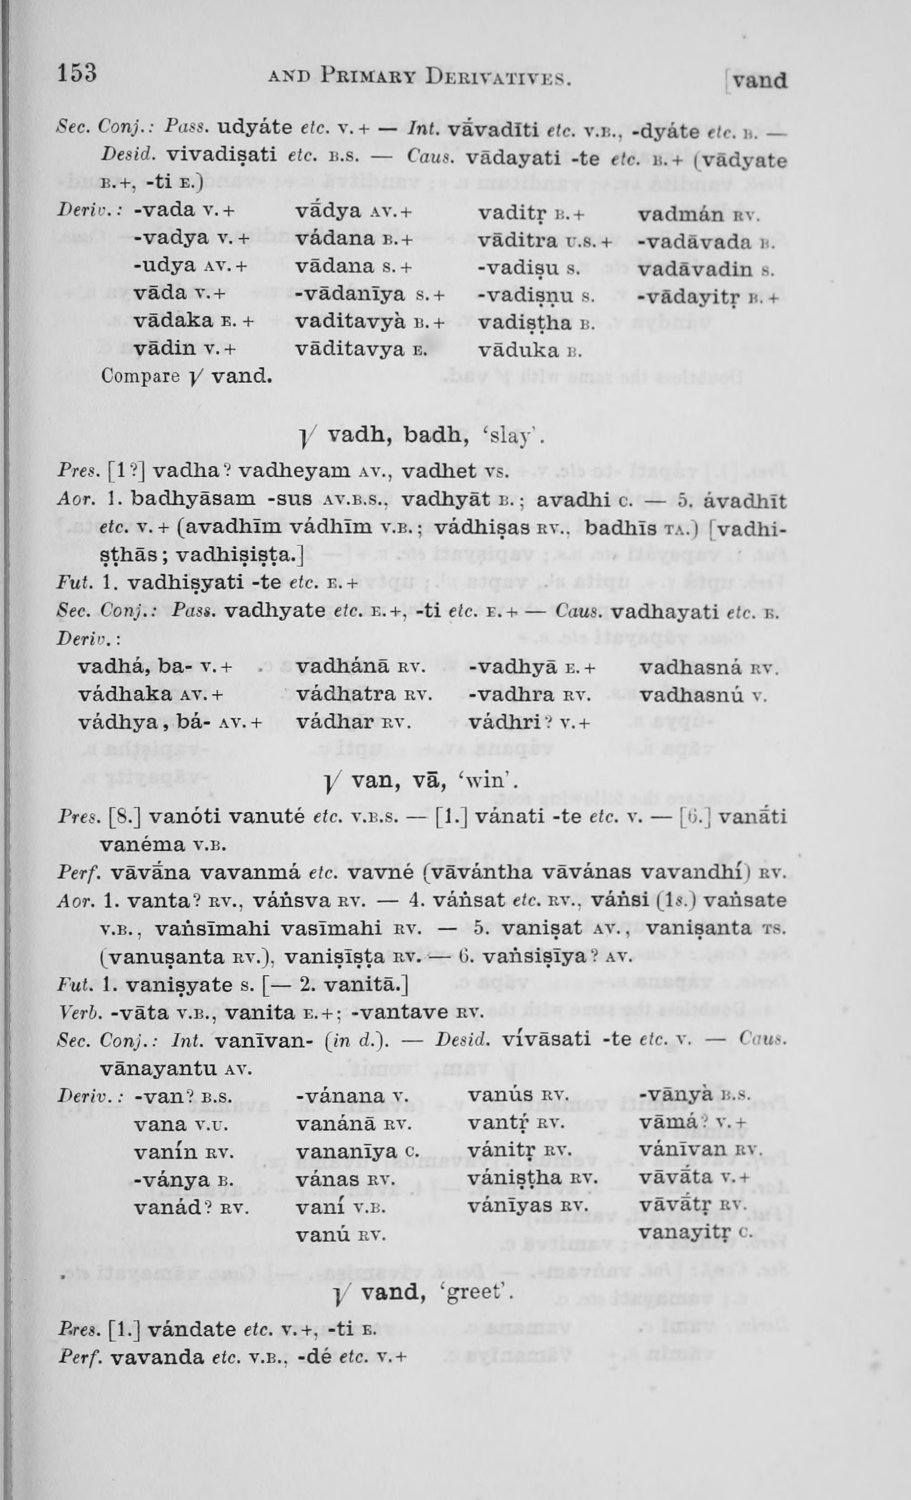 153 AND PRIMARY DERIVATIVES. [vand
Sec. Conj.: Pass. udyáte etc. V.+ — Int. vā́vadīti etc. V.B., -dyáte etc. B. —
Desid. vivadiṣati etc. B.S. — Caus. vādayati -te etc. B.+ (vādyate
B.+, -ti E.)
Deriv.: -vada V.+ vā́dya AV.+ vaditṛ B.+ vadmán RV.
-vadya V.+ vádana B.+ vāditra U.S.+ -vadāvada B.
-udya AV.+ vādana S.+ -vadiṣu S. vadāvadin S.
vāda V.+ -vādanīya S.+ -vadiṣṇu S. -vādayitṛ B.+
vādaka E.+ vaditavyà B.+ vadiṣṭha B.
vādin V.+ vāditavya E. vāduka B.
Compare √ vand.
√ vadh, badh, ‘slay’.
Pres. [1?] vadha? vadheyam AV., vadhet VS.
Aor. 1. badhyāsam -sus AV.B.S., vadhyāt B.; avadhi C. — 5. ávadhīt
etc. V.+ (avadhīm vádhīm V.B.; vádhiṣas RV., badhīs TA.) [vadhi-
ṣṭhās; vadhiṣiṣṭa.]
Fut. 1. vadhiṣyati -te etc. E.+
Sec. Conj.: Pass. vadhyate etc. E.+, -ti etc. E.+ — Caus. vadhayati etc. E.
Deriv.:
vadhá, ba- V.+ vadhánā RV. -vadhyā E.+ vadhasná RV.
vádhaka AV.+ vádhatra RV. -vadhra RV. vadhasnú V.
vádhya, bá- AV.+ vádhar RV. vádhri? V.+
√ van, vā, ‘win’.
Pres. [8.] vanóti vanuté etc. V.B.S. — [1.] vánati -te etc. V. — [6.] vanā́ti
vanéma V.B.
Perf. vāvā́na vavanmá etc. vavné (vāvántha vāvánas vavandhí) RV.
Aor. 1. vanta? RV., váṅsva RV. — 4. váṅsat etc. RV., váṅsi (1s.) vaṅsate
V.B., vaṅsīmahi vasīmahi RV. — 5. vaniṣat AV., vaniṣanta TS.
(vanuṣanta RV.), vaniṣīṣṭa RV. — 6. vaṅsiṣīya? AV.
Fut. 1. vaniṣyate S. [— 2. vanitā.]
Verb. -vāta V.B., vanita E.+; -vantave RV.
Sec. Conj.: Int. vanīvan- (in d.). — Desid. vívāsati -te etc. V. — Caus.
vānayantu AV.
Deriv.: -van? B.S. -vánana V. vanús RV. -vānyà B.S.
vana V.U. vanánā RV. vantṛ́ RV. vāmá? V.+
vanín RV. vananīya C. vánitṛ RV. vánīvan RV.
-ványa B. vánas RV. vániṣṭha RV. vāvā́ta V.+
vanád? RV. vaní V.B. vánīyas RV. vāvā́tṛ RV.
vanú RV. vanayitṛ C.
√ vand, ‘greet’.
Pres. [1.] vándate etc. V.+, -ti E.
Perf. vavanda etc. V.B., -dé etc. V.+